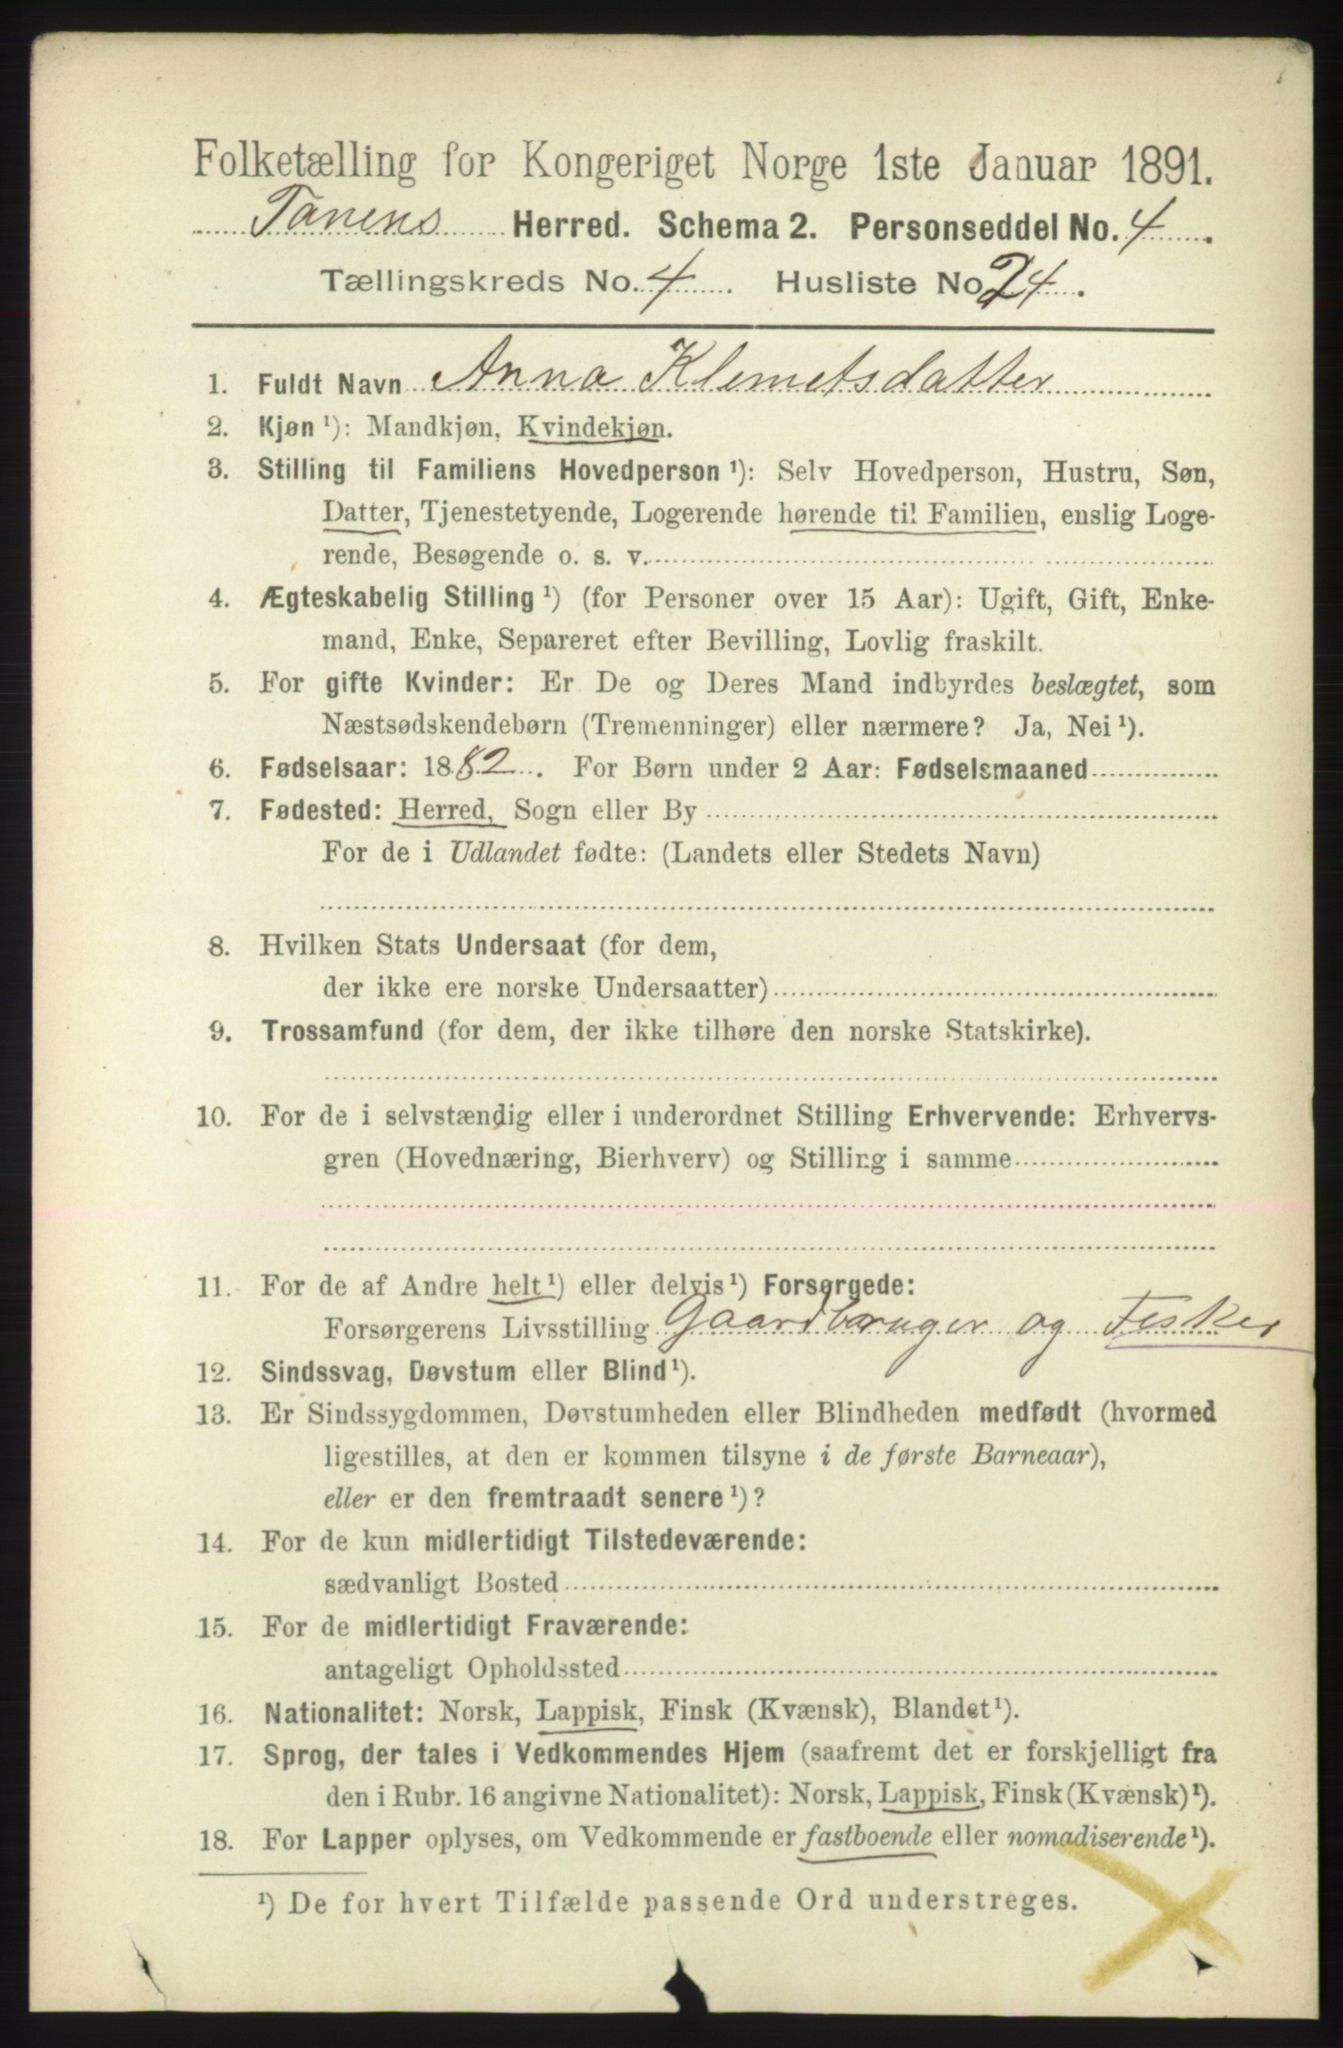 Folketælling for Kongeriget Norge 1ste Januar 1891.
Tanens Herred. Schema 2. Personseddel No. 4
Tællingskreds No. 4. Husliste No 24.
1. Fuldt Navn Anna Klemetsdatter
2. Kjøn ¹): Mandkjøn, Kvindekjøn.
3. Stilling til Familiens Hovedperson ¹): Selv Hovedperson, Hustru, Søn,
Datter, Tjenestetyende, Logerende hørende til Familien, enslig Loge-
rende, Besøgende o. s. v.
4. Ægteskabelig Stilling ¹) (for Personer over 15 Aar): Ugift, Gift, Enke-
mand, Enke, Separeret efter Bevilling, Lovlig fraskilt.
5. For gifte Kvinder: Er De og Deres Mand indbyrdes beslægtet, som
Næstsødskendebørn (Tremenninger) eller nærmere? Ja, Nei ¹).
6. Fødselsaar: 1882. For Børn under 2 Aar: Fødselsmaaned
7. Fødested: Herred, Sogn eller By
For de i Udlandet fødte: (Landets eller Stedets Navn)
8. Hvilken Stats Undersaat (for dem,
der ikke ere norske Undersaatter)
9. Trossamfund (for dem, der ikke tilhøre den norske Statskirke).
10. For de i selvstændig eller i underordnet Stilling Erhvervende: Erhvervs-
gren (Hovednæring, Bierhverv) og Stilling i samme
11. For de af Andre helt ¹) eller delvis ¹) Forsørgede:
Forsørgerens Livsstilling Gaardbruger og Fisker
12. Sindssvag, Døvstum eller Blind ¹).
13. Er Sindssygdommen, Døvstumheden eller Blindheden medfødt (hvormed
ligestilles, at den er kommen tilsyne i de første Barneaar),
eller er den fremtraadt senere ¹)?
14. For de kun midlertidigt Tilstedeværende:
sædvanligt Bosted
15. For de midlertidigt Fraværende:
antageligt Opholdssted
16. Nationalitet: Norsk, Lappisk, Finsk (Kvænsk), Blandet ¹).
17. Sprog, der tales i Vedkommendes Hjem (saafremt det er forskjelligt fra
den i Rubr. 16 angivne Nationalitet): Norsk, Lappisk, Finsk (Kvænsk) ¹).
18. For Lapper oplyses, om Vedkommende er fastboende eller nomadiserende ¹).
¹) De for hvert Tilfælde passende Ord understreges.